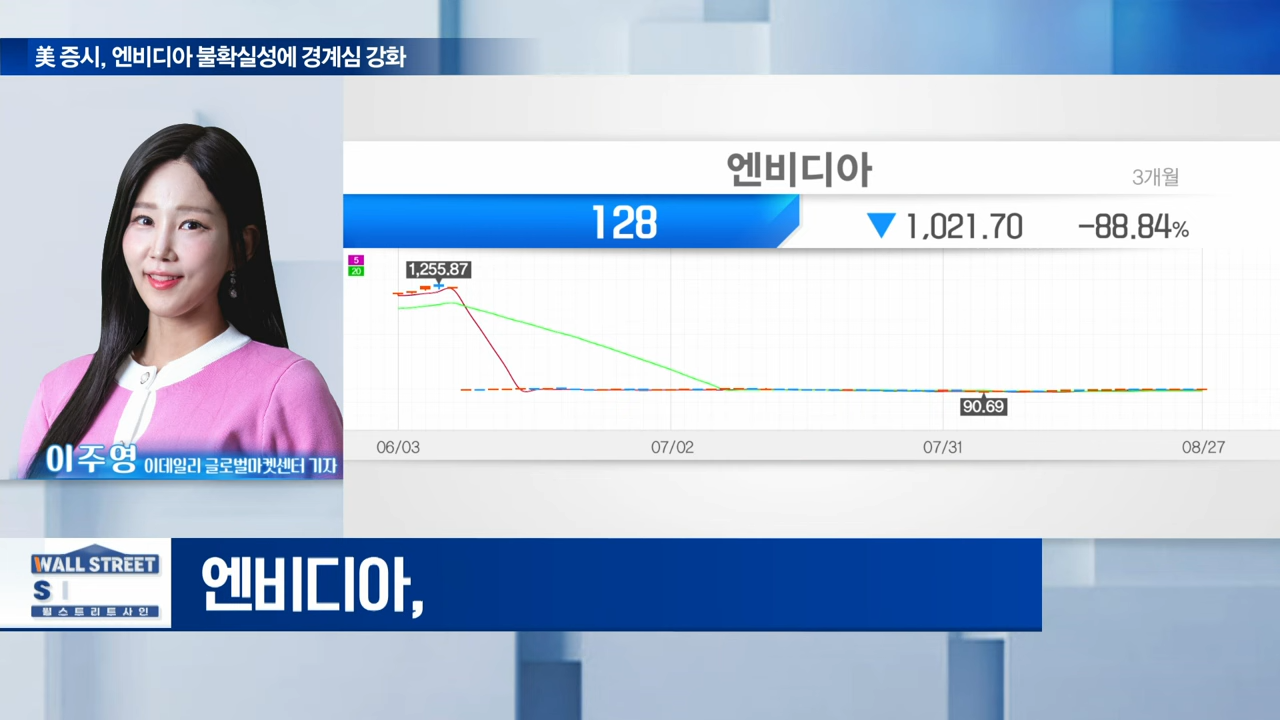 美 증시, 엔비디아 불확실성에 경계심 강화
엔비디아
3개월
128 ▼ 1,021.70 -88.84%
5
20
1,255.87
90.69
06/03 07/02 07/31 08/27
이주영 이데일리 글로벌마켓센터 기자
WALL STREET
S I
월스트리트사인
엔비디아,